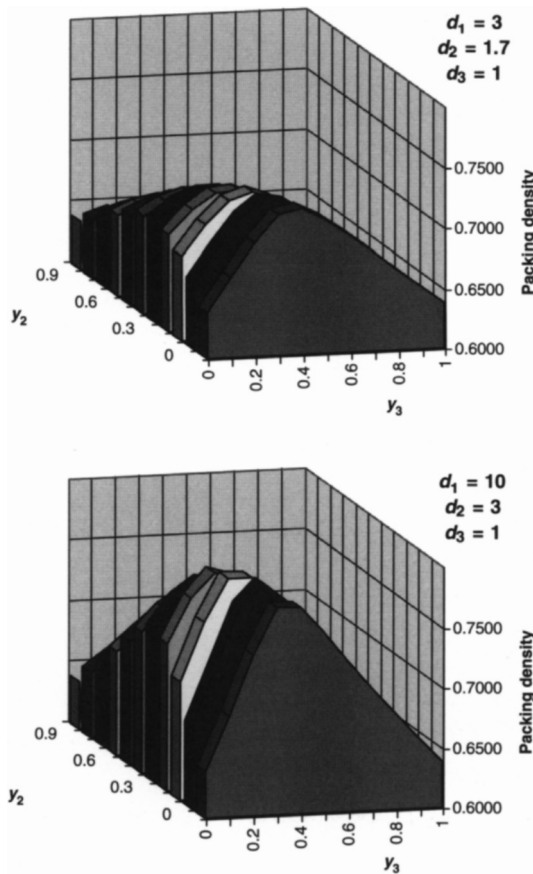 d₁ = 3
d₂ = 1.7
d₃ = 1
0.7500
0.7000
0.6500
0.6000
Packing density
0.9
0.6
0.3
0
y₂
0
0.2
0.4
0.6
0.8
1
y₃
d₁ = 10
d₂ = 3
d₃ = 1
0.7500
0.7000
0.6500
0.6000
Packing density
0.9
0.6
0.3
0
y₂
0
0.2
0.4
0.6
0.8
1
y₃